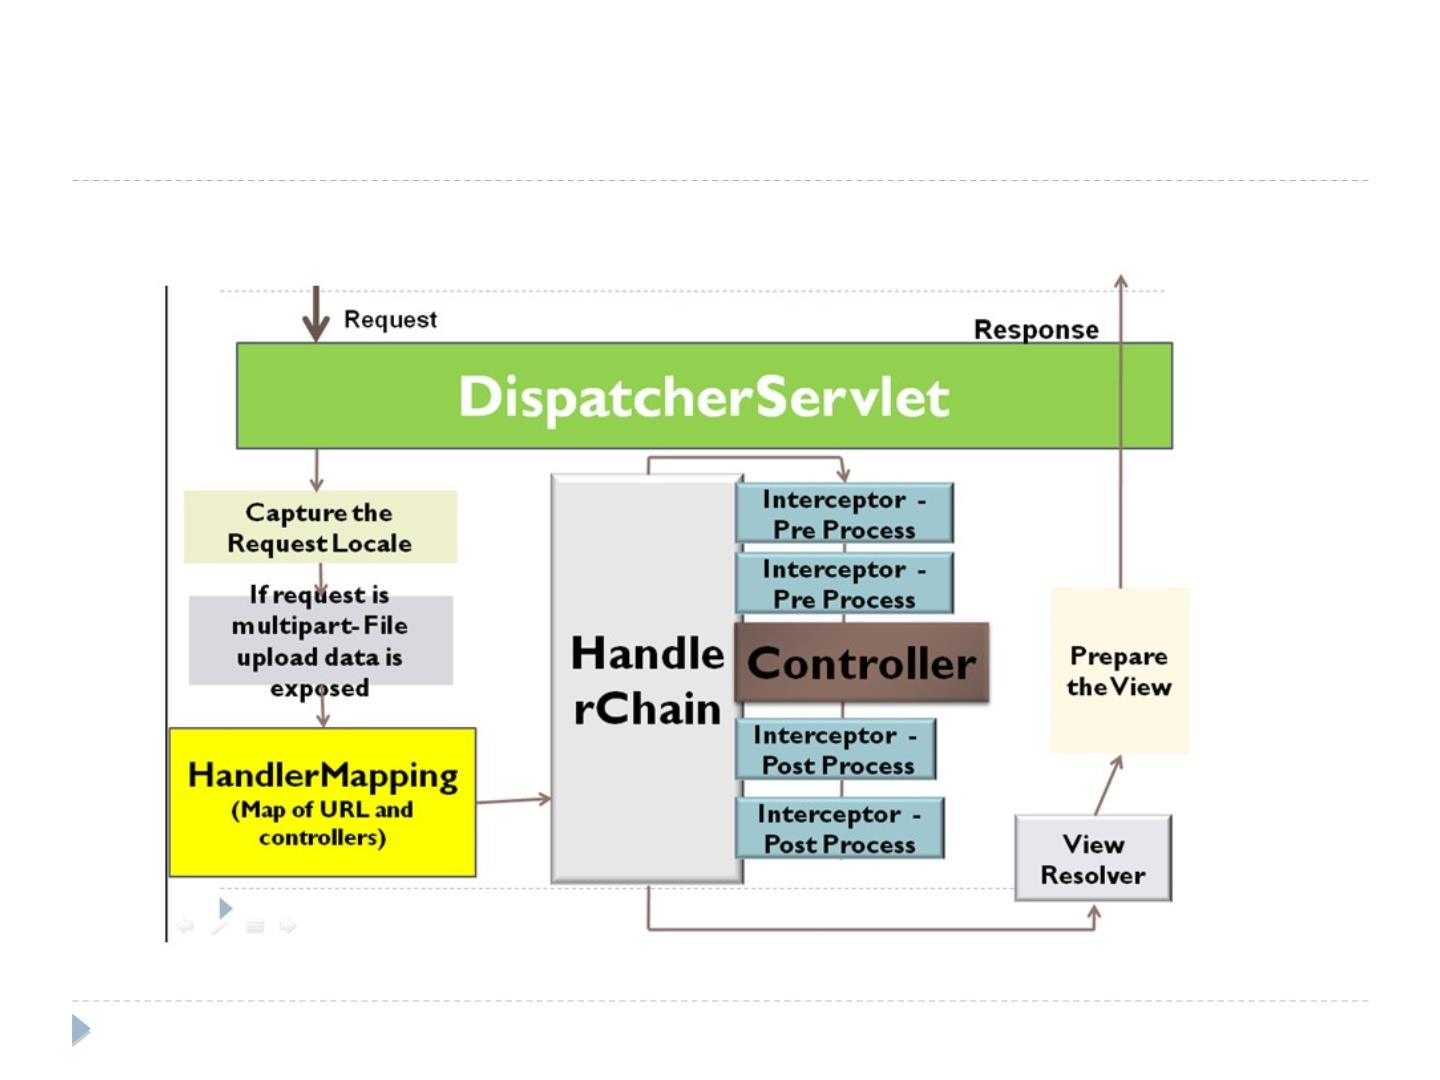 Request
Response
DispatcherServlet
Capture the
Request Locale
If request is
multipart- File
upload data is
exposed
HandlerMapping
(Map of URL and
controllers)
Handle
rChain
Interceptor -
Pre Process
Interceptor -
Pre Process
Controller
Interceptor -
Post Process
Interceptor -
Post Process
View
Resolver
Prepare
the View